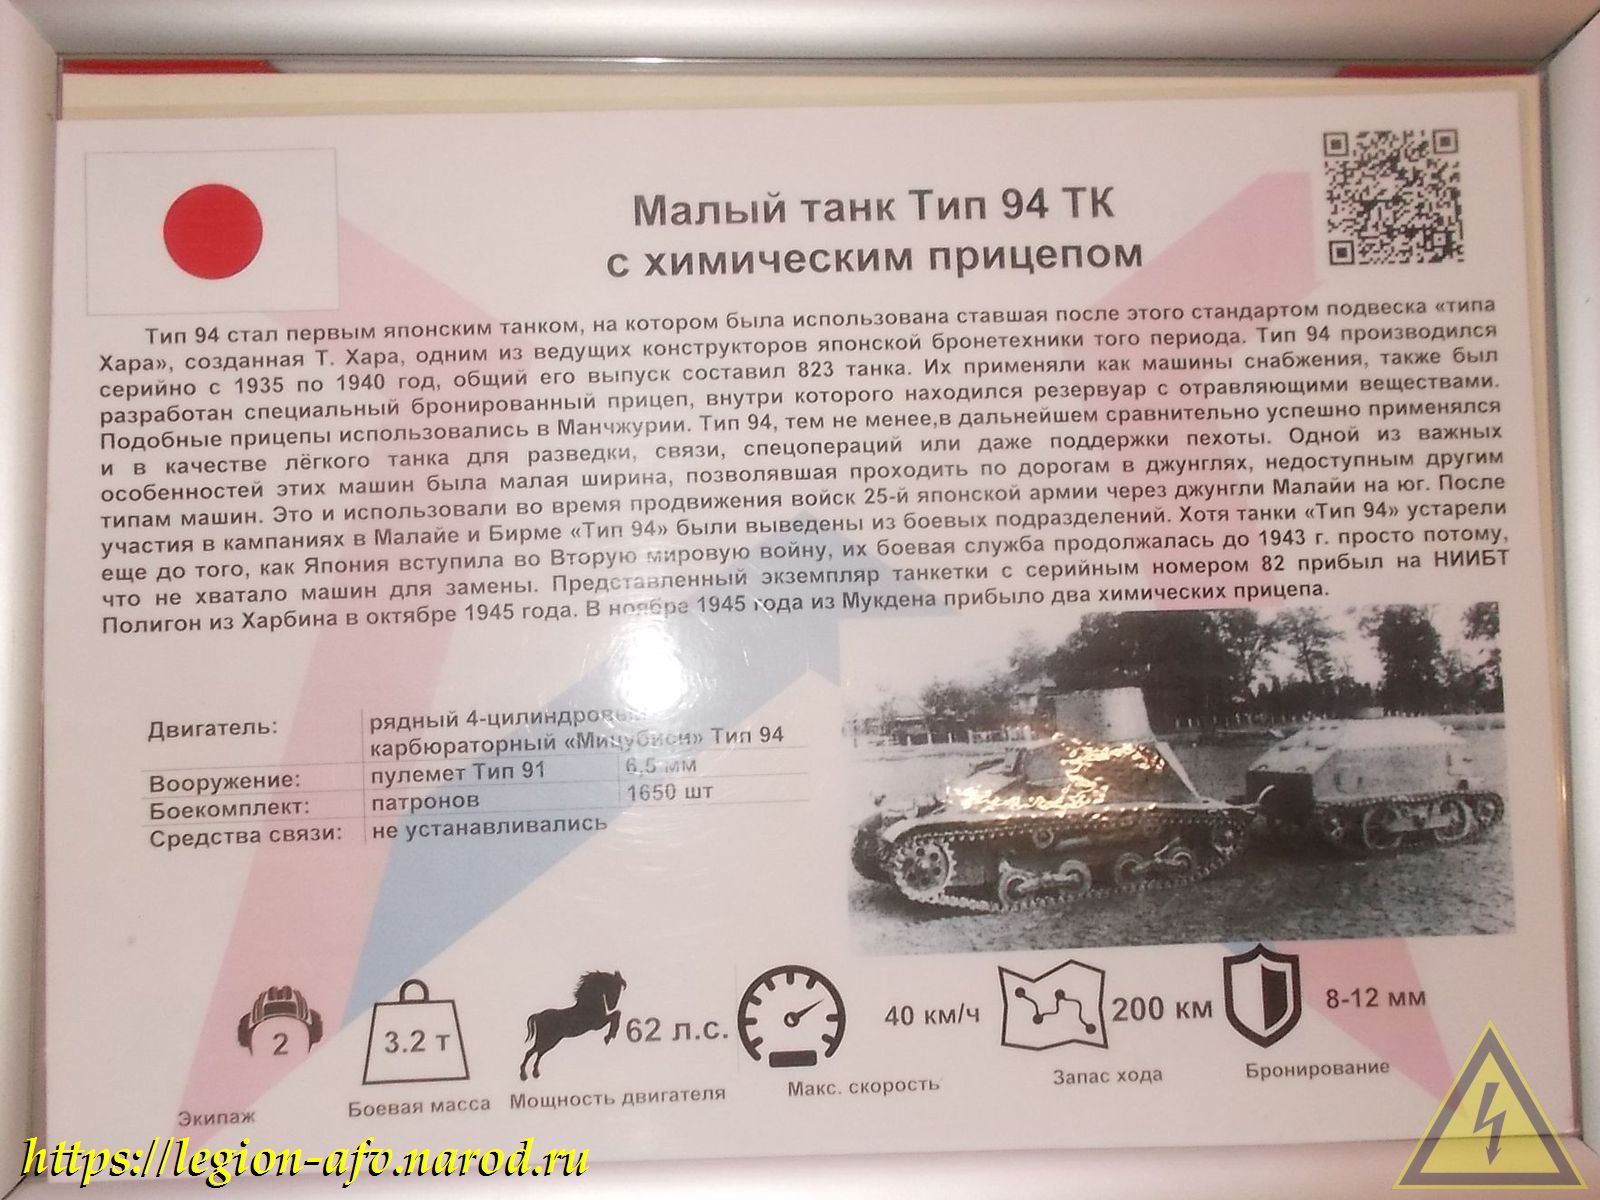 Малый танк Тип 94 ТК
с химическим прицепом
Тип 94 стал первым японским танком, на котором была использована ставшая после этого стандартом подвеска «типа
Хара», созданная Т. Хара, одним из ведущих конструкторов японской бронетехники того периода. Тип 94 производился
серийно с 1935 по 1940 год, общий его выпуск составил 823 танка. Их применяли как машины снабжения, также был
разработан специальный бронированный прицеп, внутри которого находился резервуар с отравляющими веществами.
Подобные прицепы использовались в Манчжурии. Тип 94, тем не менее,в дальнейшем сравнительно успешно применялся
и в качестве лёгкого танка для разведки, связи, спецопераций или даже поддержки пехоты. Одной из важных
особенностей этих машин была малая ширина, позволявшая проходить по дорогам в джунглях, недоступным другим
типам машин. Это и использовали во время продвижения войск 25-й японской армии через джунгли Малайи на юг. После
участия в кампаниях в Малайе и Бирме «Тип 94» были выведены из боевых подразделений. Хотя танки «Тип 94» устарели
еще до того, как Япония вступила во Вторую мировую войну, их боевая служба продолжалась до 1943 г. просто потому,
что не хватало машин для замены. Представленный экземпляр танкетки с серийным номером 82 прибыл на НИИБТ
Полигон из Харбина в октябре 1945 года. В ноябре 1945 года из Мукдена прибыло два химических прицепа.
Двигатель: рядный 4-цилиндровый
карбюраторный «Мицубиси» Тип 94
Вооружение: пулемет Тип 91 6,5 мм
Боекомплект: патронов 1650 шт
Средства связи: не устанавливались
2 3.2 т 62 л.с. 40 км/ч 200 км 8-12 мм
Экипаж Боевая масса Мощность двигателя Макс. скорость Запас хода Бронирование
https://legion-afv.narod.ru